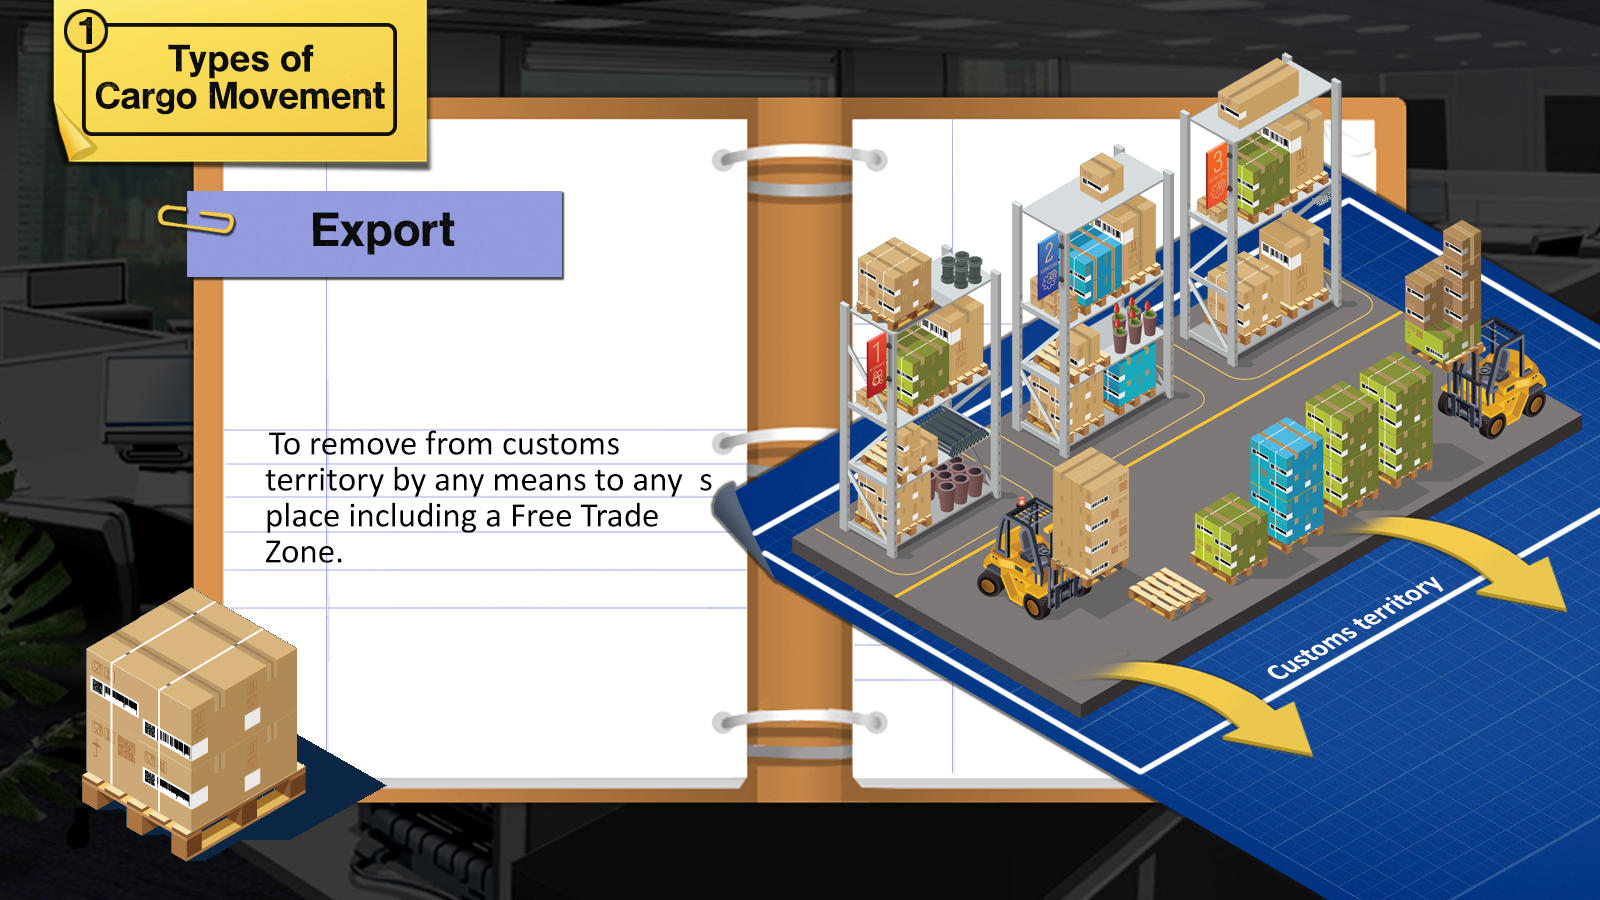 1
Types of
Cargo Movement
Export
To remove from customs
territory by any means to any s
place including a Free Trade
Zone.
1
2
3
Customs territory